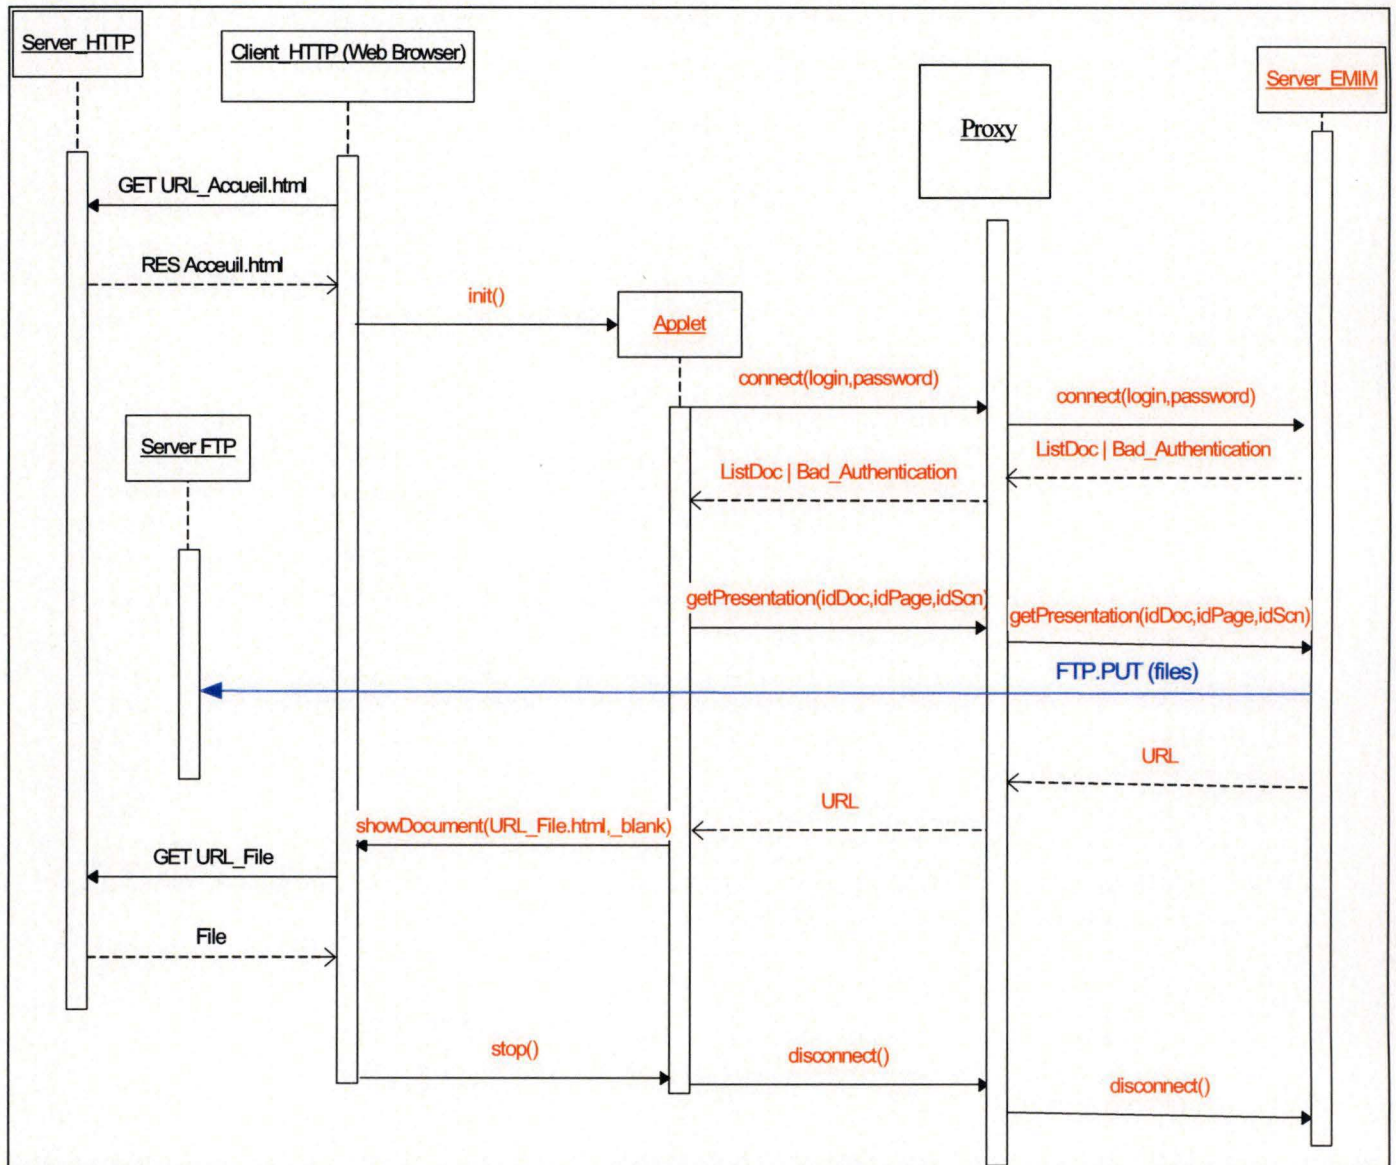 Server_HTTP
Client_HTTP (Web Browser)
Server_EMIM
Proxy
GET URL_Accueil.html
RES Acceuil.html
init()
Applet
connect(login,password)
connect(login,password)
Server FTP
ListDoc | Bad_Authentication
ListDoc | Bad_Authentication
getPresentation(idDoc,idPage,idScn)
getPresentation(idDoc,idPage,idScn)
FTP.PUT (files)
URL
URL
showDocument(URL_File.html,_blank)
GET URL_File
File
stop()
disconnect()
disconnect()